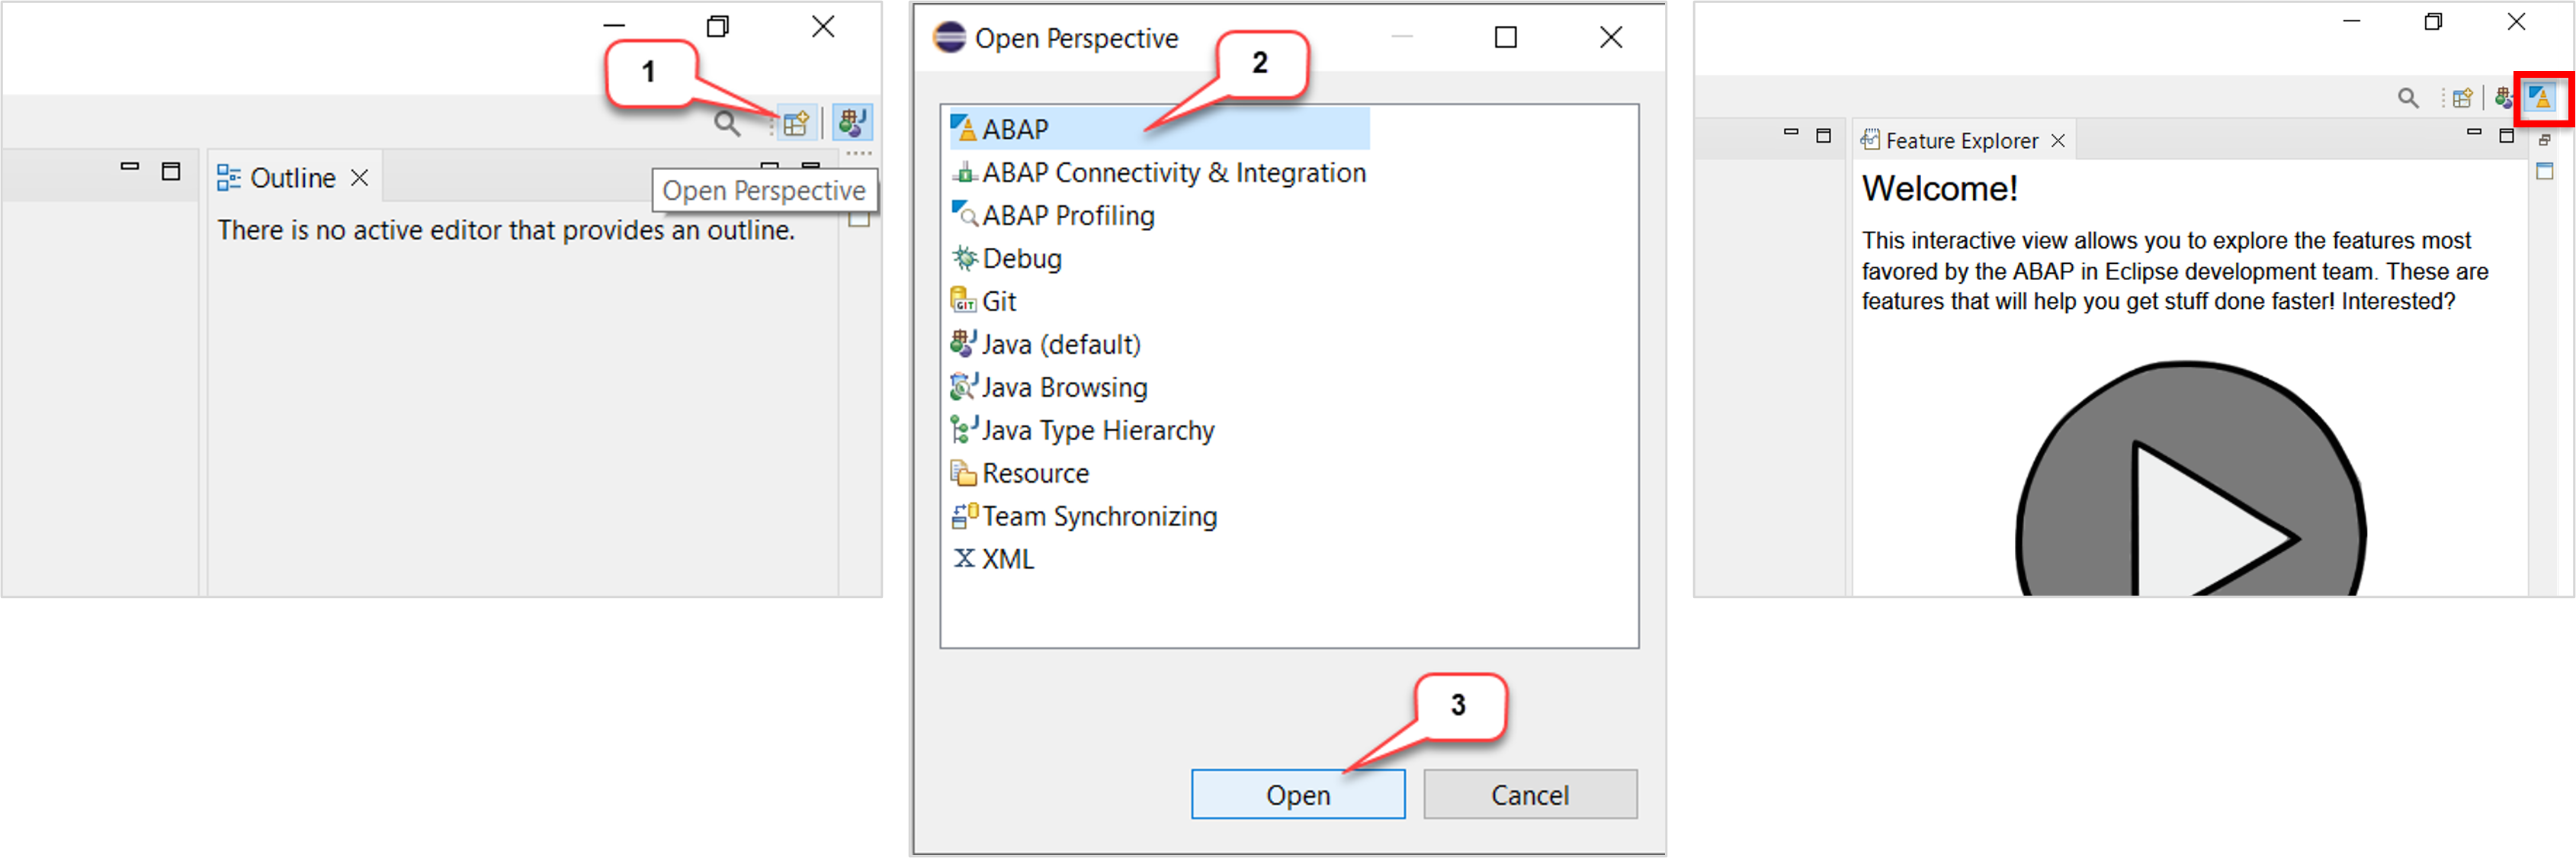 1
Outline
Open Perspective
There is no active editor that provides an outline.
Open Perspective
2
ABAP
ABAP Connectivity & Integration
ABAP Profiling
Debug
GIT Git
Java (default)
Java Browsing
Java Type Hierarchy
Resource
Team Synchronizing
X XML
3
Open
Cancel
Feature Explorer
Welcome!
This interactive view allows you to explore the features most
favored by the ABAP in Eclipse development team. These are
features that will help you get stuff done faster! Interested?